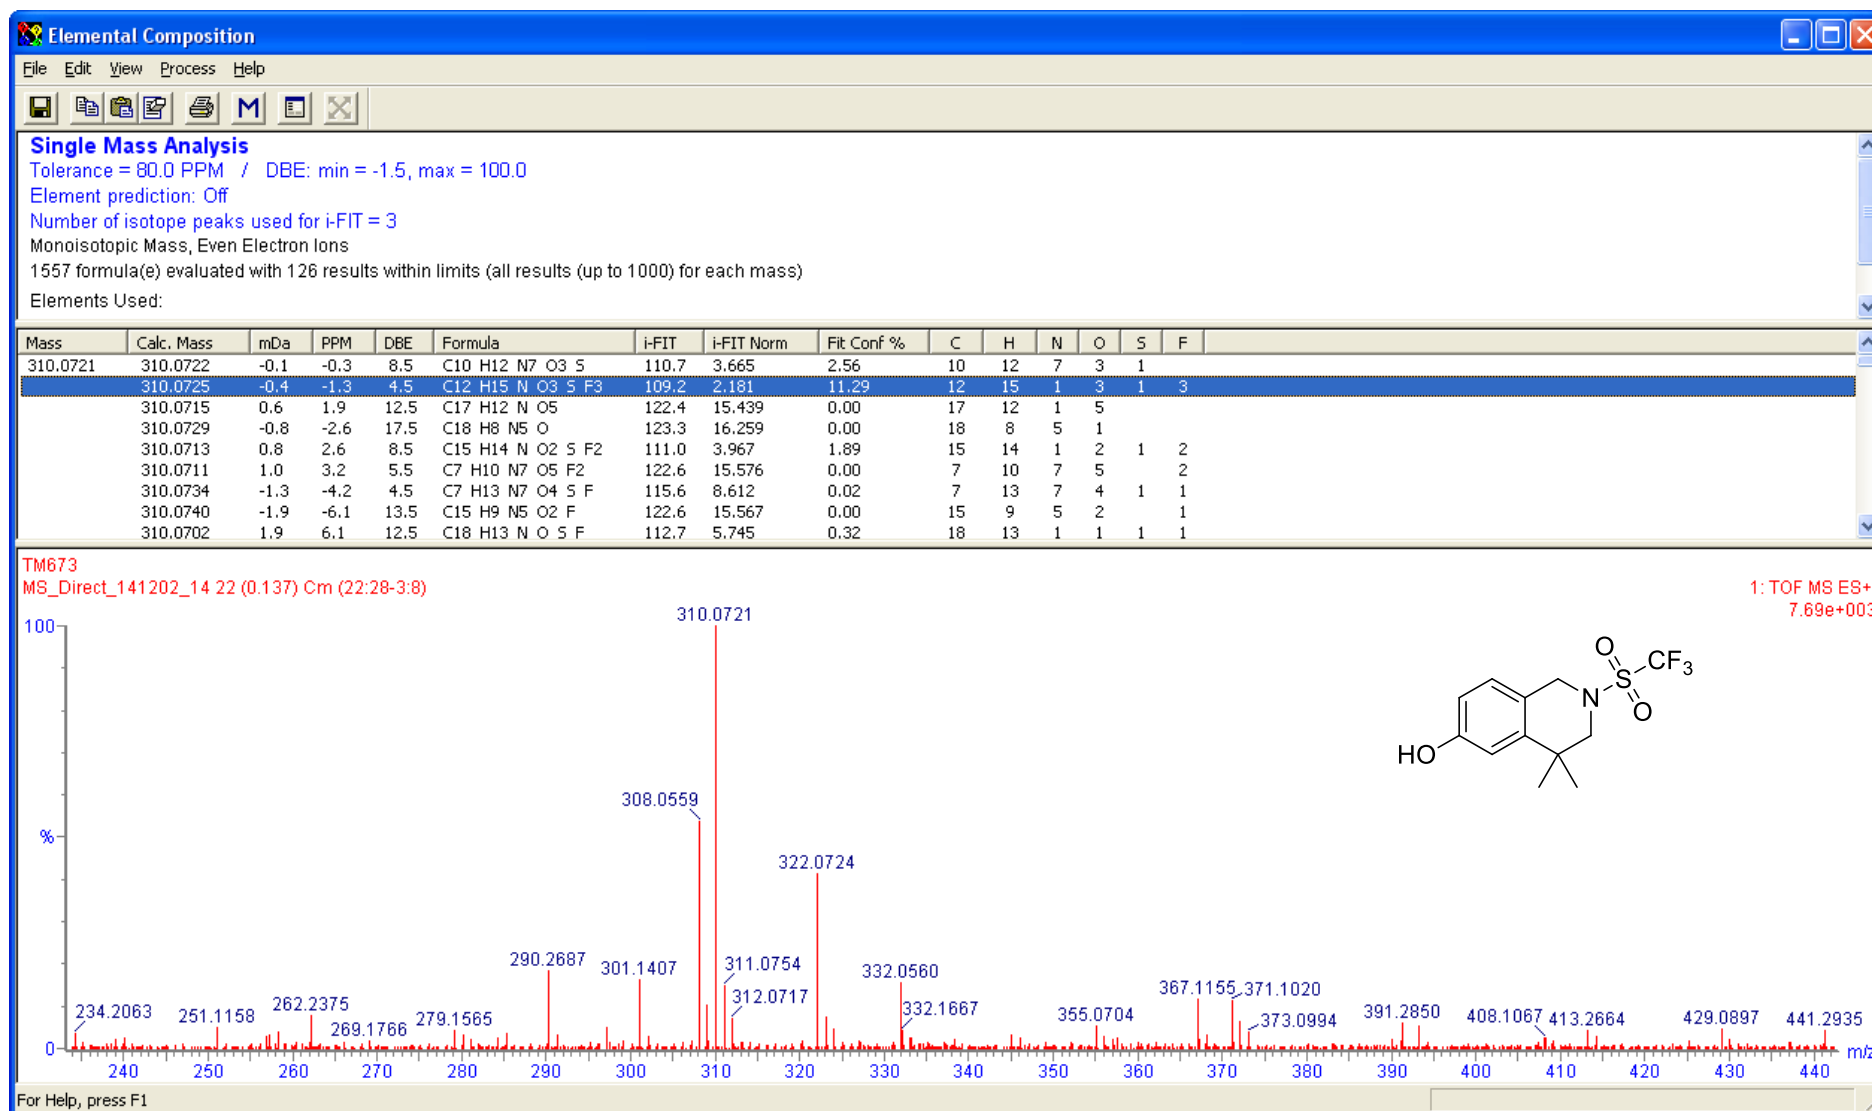 Elemental Composition
File Edit View Process Help
M
Single Mass Analysis
Tolerance = 80.0 PPM / DBE: min = -1.5, max = 100.0
Element prediction: Off
Number of isotope peaks used for i-FIT = 3
Monoisotopic Mass, Even Electron Ions
1557 formula(e) evaluated with 126 results within limits (all results (up to 1000) for each mass)
Elements Used:
Mass Calc. Mass mDa PPM DBE Formula i-FIT i-FIT Norm Fit Conf % C H N O S F
310.0721 310.0722 -0.1 -0.3 8.5 C10 H12 N7 O3 S 110.7 3.665 2.56 10 12 7 3 1
310.0725 -0.4 -1.3 4.5 C12 H15 N O3 S F3 109.2 2.181 11.29 12 15 1 3 1 3
310.0715 0.6 1.9 12.5 C17 H12 N O5 122.4 15.439 0.00 17 12 1 5
310.0729 -0.8 -2.6 17.5 C18 H8 N5 O 123.3 16.259 0.00 18 8 5 1
310.0713 0.8 2.6 8.5 C15 H14 N O2 S F2 111.0 3.967 1.89 15 14 1 2 1 2
310.0711 1.0 3.2 5.5 C7 H10 N7 O5 F2 122.6 15.576 0.00 7 10 7 5 2
310.0734 -1.3 -4.2 4.5 C7 H13 N7 O4 S F 115.6 8.612 0.02 7 13 7 4 1 1
310.0740 -1.9 -6.1 13.5 C15 H9 N5 O2 F 122.6 15.567 0.00 15 9 5 2 1
310.0702 1.9 6.1 12.5 C18 H13 N O S F 112.7 5.745 0.32 18 13 1 1 1 1
TM673
MS_Direct_141202_14 22 (0.137) Cm (22:28-3:8)
1: TOF MS ES+
7.69e+003
310.0721
100
O
CF3
S
N
O
HO
308.0559
%
322.0724
290.2687
301.1407
311.0754
332.0560
312.0717
367.1155
371.1020
234.2063
251.1158
262.2375
269.1766
279.1565
332.1667
355.0704
373.0994
391.2850
408.1067
413.2664
429.0897
441.2935
0
m/z
240 250 260 270 280 290 300 310 320 330 340 350 360 370 380 390 400 410 420 430 440
For Help, press F1